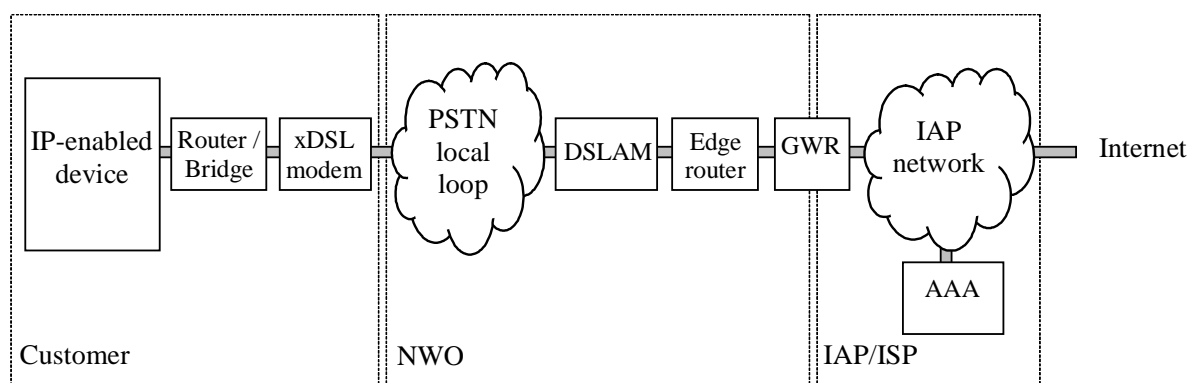 IP-enabled
device
Router /
Bridge
xDSL
modem
PSTN
local
loop
DSLAM
Edge
router
GWR
IAP
network
Internet
AAA
Customer
NWO
IAP/ISP